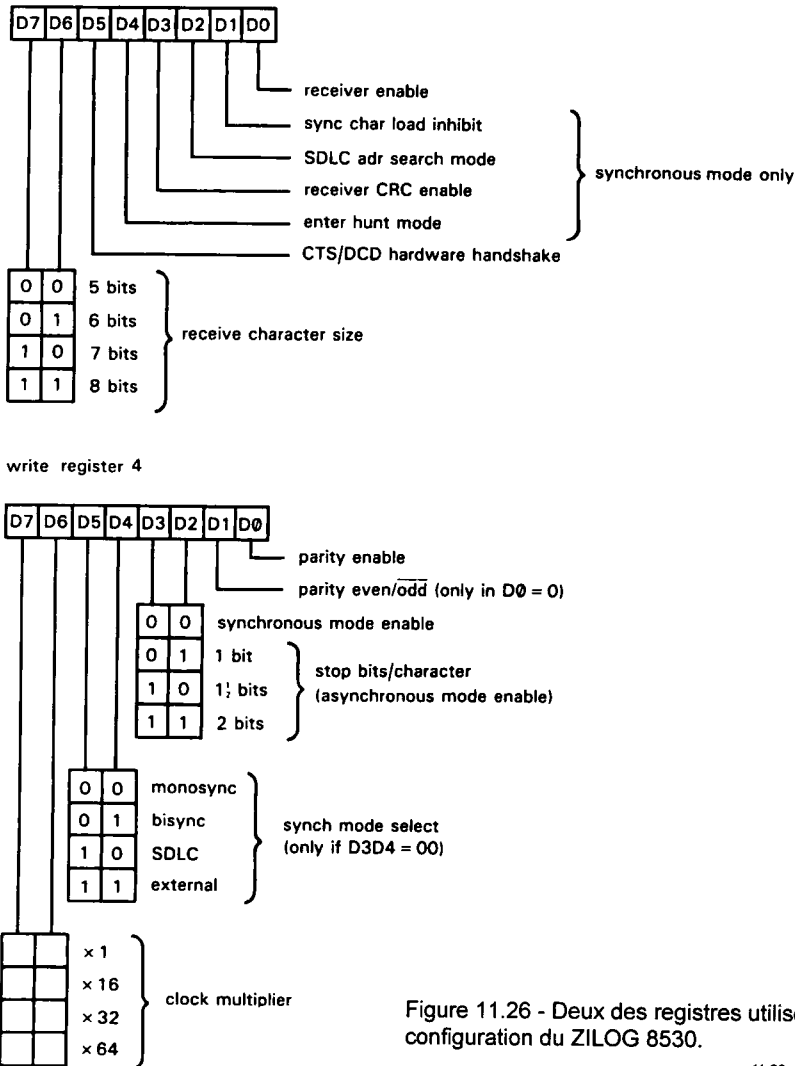 D7 D6 D5 D4 D3 D2 D1 D0
receiver enable
sync char load inhibit
SDLC adr search mode
receiver CRC enable
enter hunt mode
synchronous mode only
CTS/DCD hardware handshake
0 0 5 bits
0 1 6 bits
1 0 7 bits
1 1 8 bits
receive character size
write register 4
D7 D6 D5 D4 D3 D2 D1 DØ
parity enable
parity even/odd (only in DØ = 0)
0 0 synchronous mode enable
0 1 1 bit
1 0 1½ bits
1 1 2 bits
stop bits/character
(asynchronous mode enable)
0 0 monosync
0 1 bisync
1 0 SDLC
1 1 external
synch mode select
(only if D3D4 = 00)
× 1
× 16
× 32
× 64
clock multiplier
Figure 11.26 - Deux des registres utilis
configuration du ZILOG 8530.